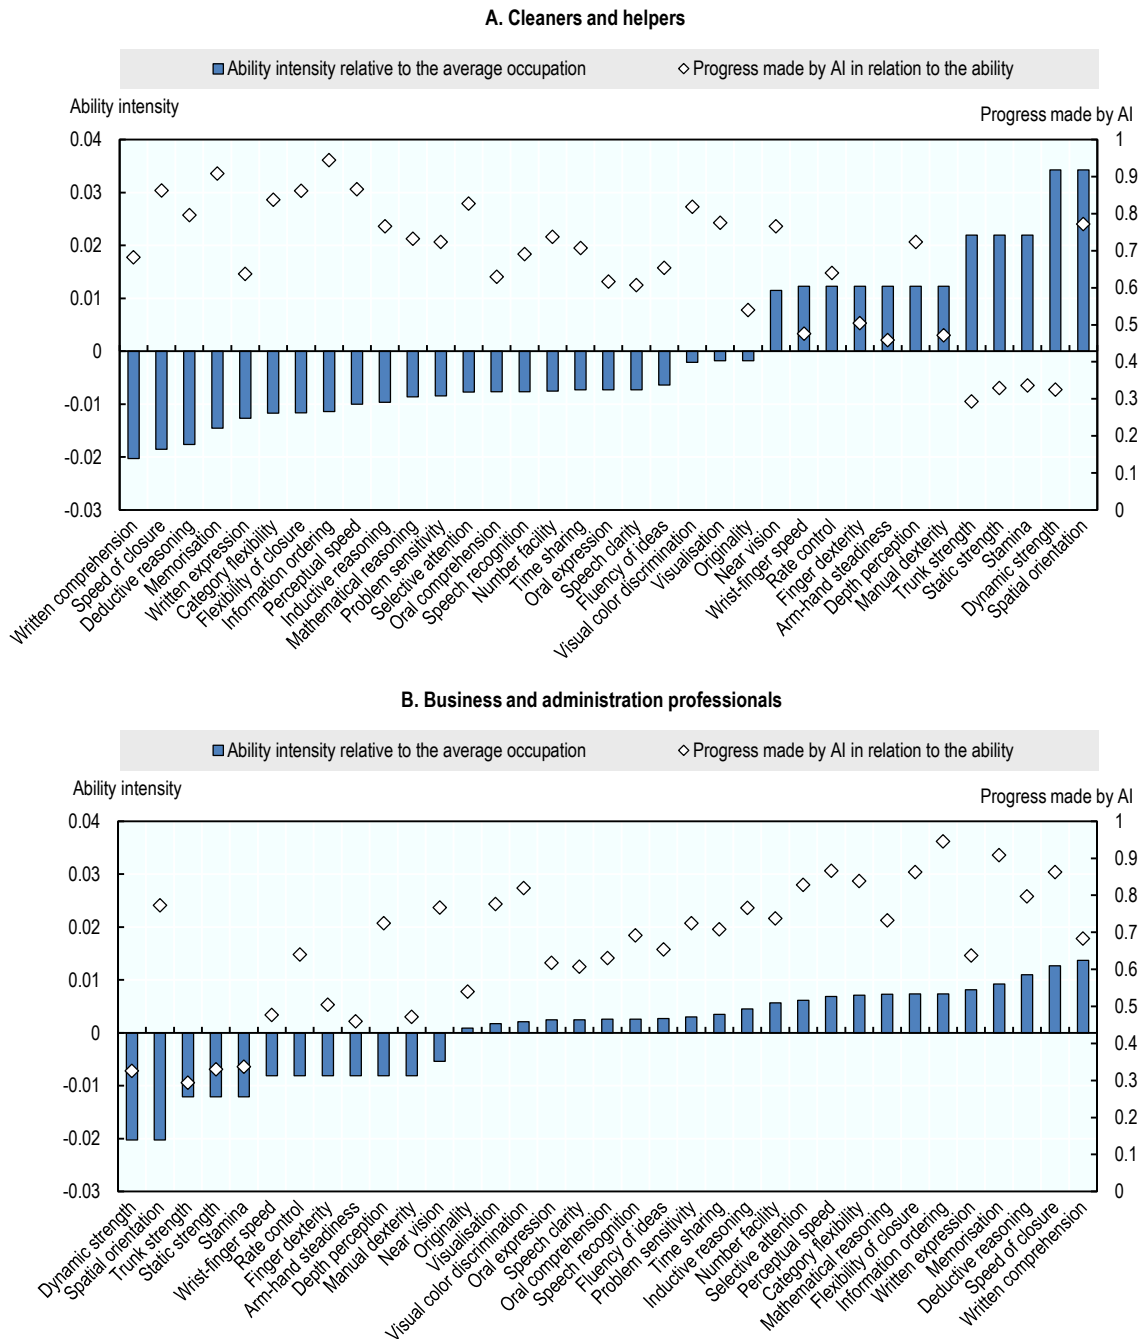 A. Cleaners and helpers
Ability intensity relative to the average occupation
Progress made by AI in relation to the ability
Ability intensity
Progress made by AI
0.04
0.03
0.02
0.01
0
-0.01
-0.02
-0.03
1
0.9
0.8
0.7
0.6
0.5
0.4
0.3
0.2
0.1
0
Written comprehension
Speed of closure
Deductive reasoning
Memorisation
Written expression
Category flexibility
Flexibility of closure
Information ordering
Perceptual speed
Inductive reasoning
Mathematical reasoning
Problem sensitivity
Selective attention
Oral comprehension
Speech recognition
Number facility
Time sharing
Oral expression
Speech clarity
Fluency of ideas
Visual color discrimination
Visualisation
Originality
Near vision
Wrist-finger speed
Rate control
Finger dexterity
Arm-hand steadiness
Depth perception
Manual dexterity
Trunk strength
Static strength
Stamina
Dynamic strength
Spatial orientation
B. Business and administration professionals
Ability intensity relative to the average occupation
Progress made by AI in relation to the ability
Ability intensity
Progress made by AI
0.04
0.03
0.02
0.01
0
-0.01
-0.02
-0.03
1
0.9
0.8
0.7
0.6
0.5
0.4
0.3
0.2
0.1
0
Dynamic strength
Spatial orientation
Trunk strength
Static strength
Stamina
Wrist-finger speed
Rate control
Finger dexterity
Arm-hand steadiness
Depth perception
Manual dexterity
Near vision
Originality
Visualisation
Visual color discrimination
Oral expression
Speech clarity
Oral comprehension
Speech recognition
Fluency of ideas
Problem sensitivity
Time sharing
Inductive reasoning
Number facility
Selective attention
Perceptual speed
Category flexibility
Mathematical reasoning
Flexibility of closure
Information ordering
Written expression
Memorisation
Deductive reasoning
Speed of closure
Written comprehension